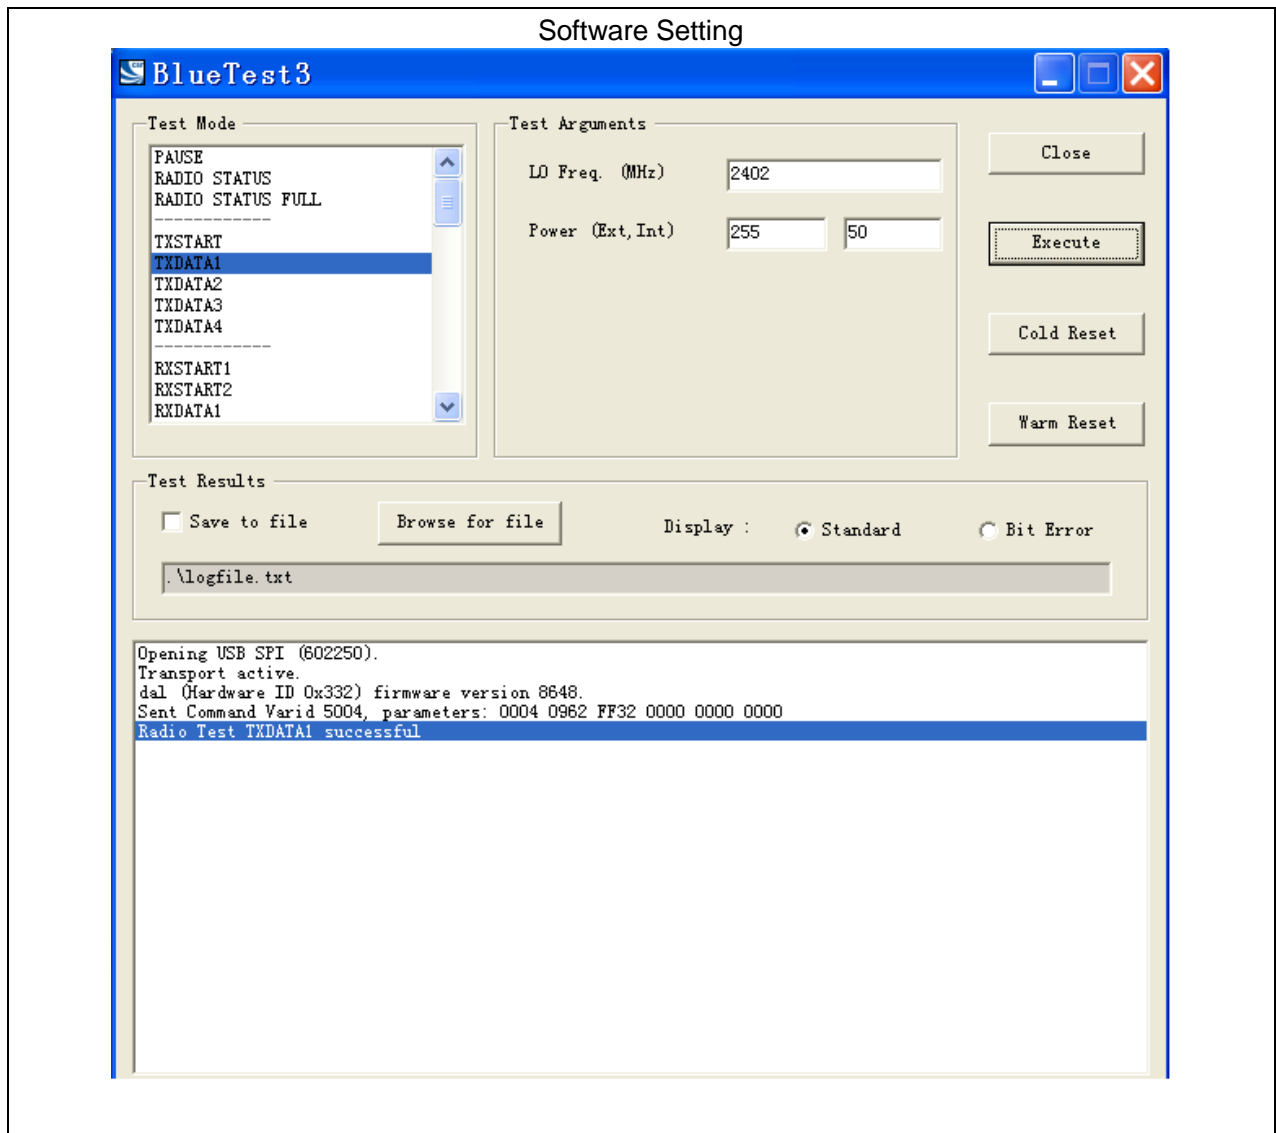 Software Setting
BlueTest3
Test Mode
PAUSE
RADIO STATUS
RADIO STATUS FULL
------------
TXSTART
TXDATA1
TXDATA2
TXDATA3
TXDATA4
------------
RXSTART1
RXSTART2
RXDATA1
Test Arguments
LO Freq. (MHz) 2402
Power (Ext,Int) 255 50
Close
Execute
Cold Reset
Warm Reset
Test Results
Save to file Browse for file Display : Standard Bit Error
.\logfile.txt
Opening USB SPI (602250).
Transport active.
dal (Hardware ID 0x332) firmware version 8648.
Sent Command Varid 5004, parameters: 0004 0962 FF32 0000 0000 0000
Radio Test TXDATA1 successful